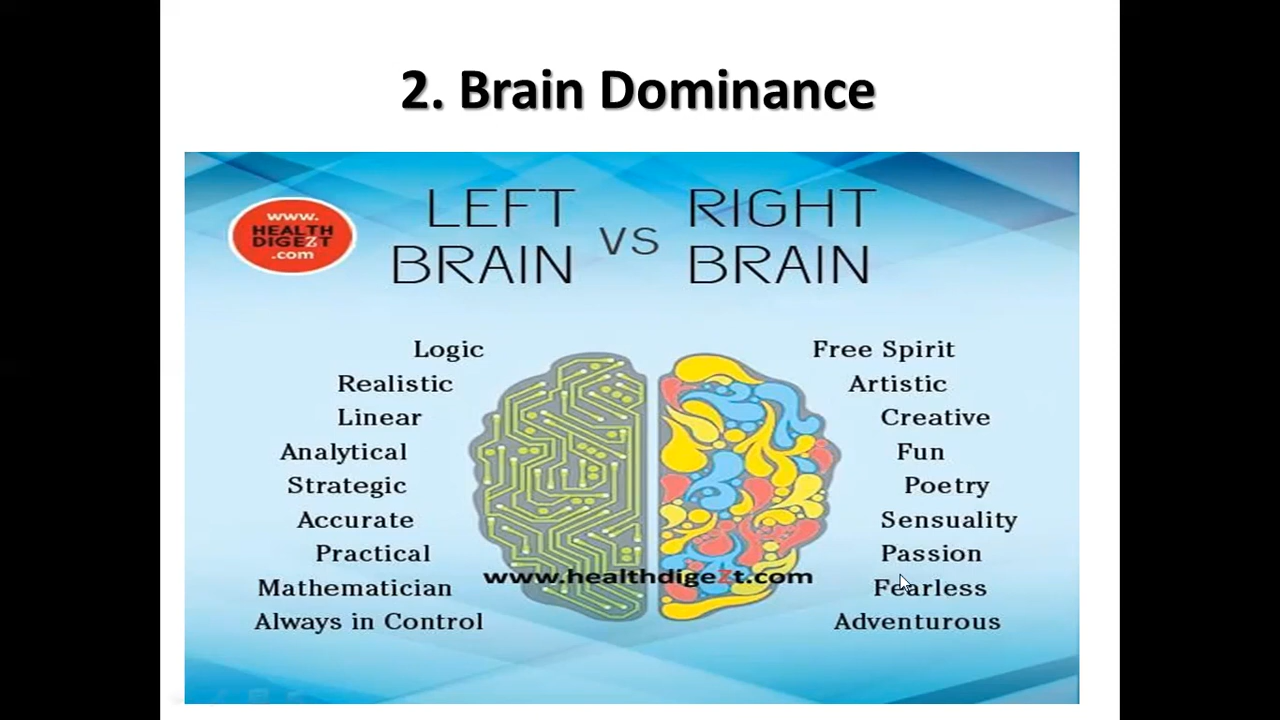 2. Brain Dominance
www.
HEALTH
DIGEZT
.com
LEFT
BRAIN
VS
RIGHT
BRAIN
Logic
Realistic
Linear
Analytical
Strategic
Accurate
Practical
Mathematician
Always in Control
Free Spirit
Artistic
Creative
Fun
Poetry
Sensuality
Passion
Fearless
Adventurous
www.healthdigeZt.com